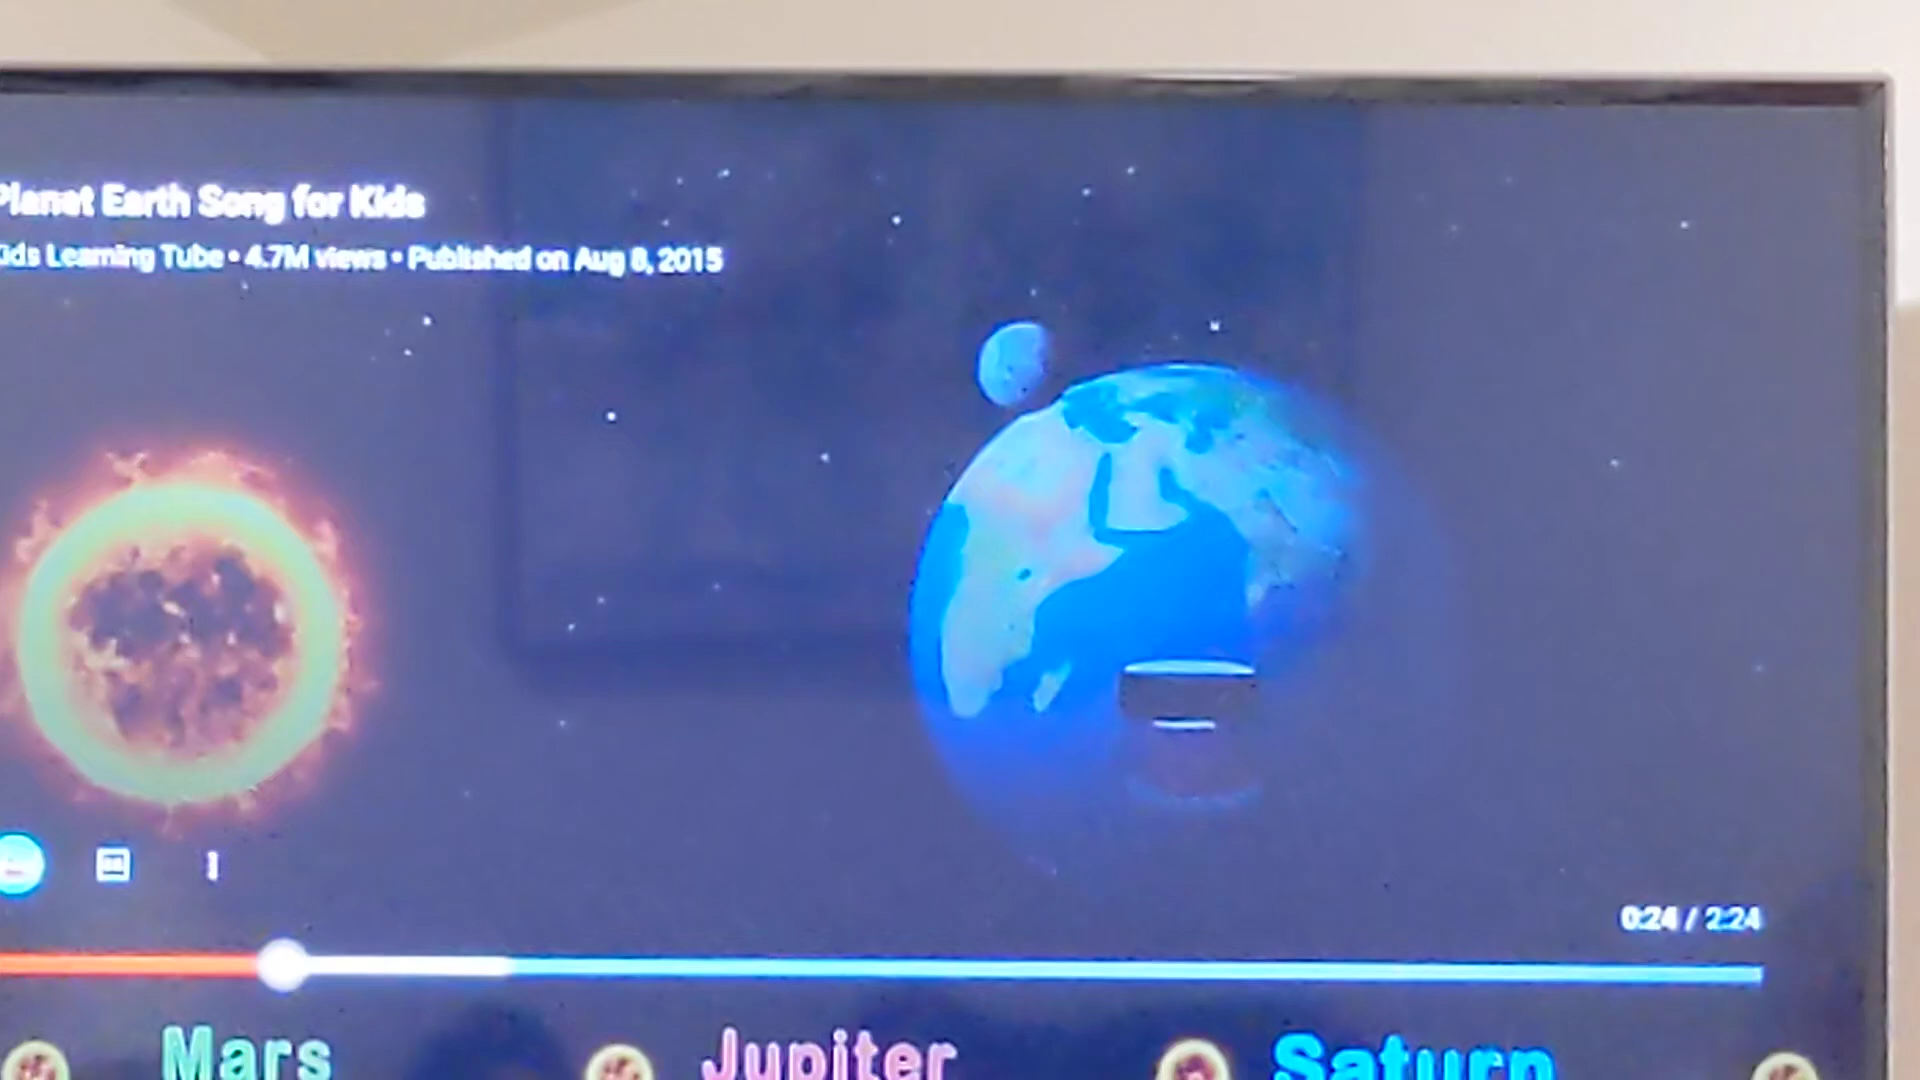 Planet Earth Song for Kids
Kids Learning Tube • 4.7M views • Published on Aug 8, 2015
0:24 / 2:24
Mars
Jupiter
Saturn